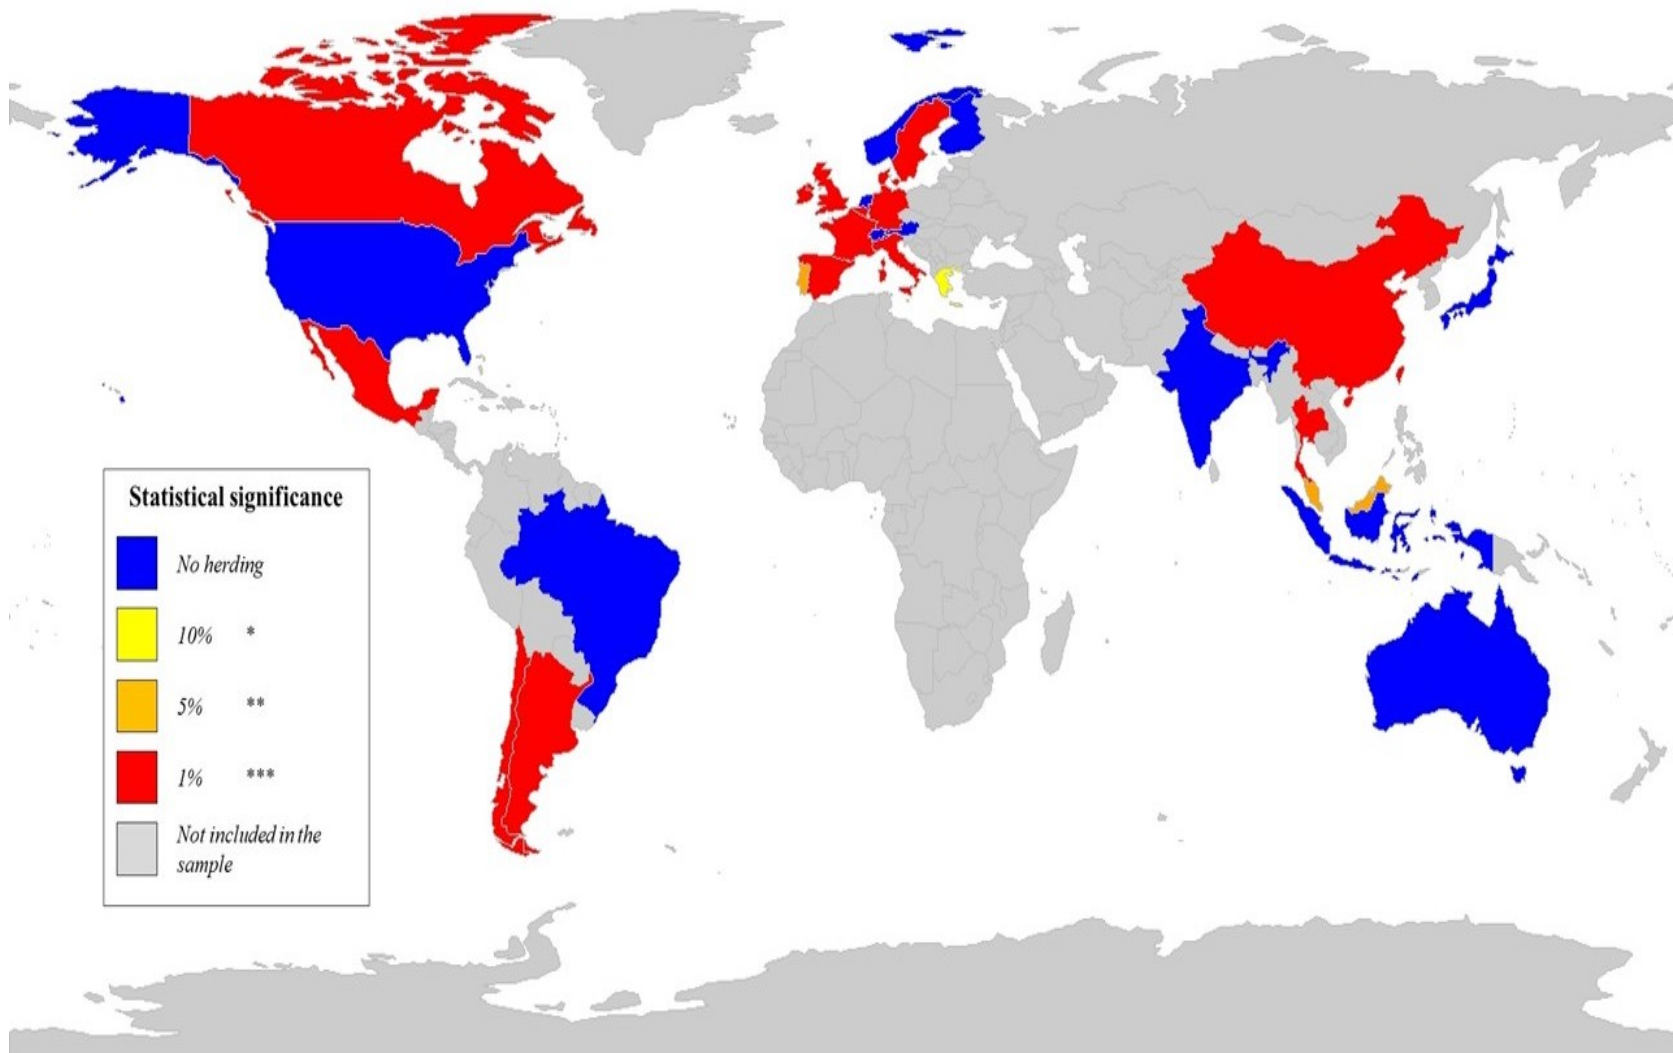 Statistical significance
No herding
10% *
5% **
1% ***
Not included in the
sample